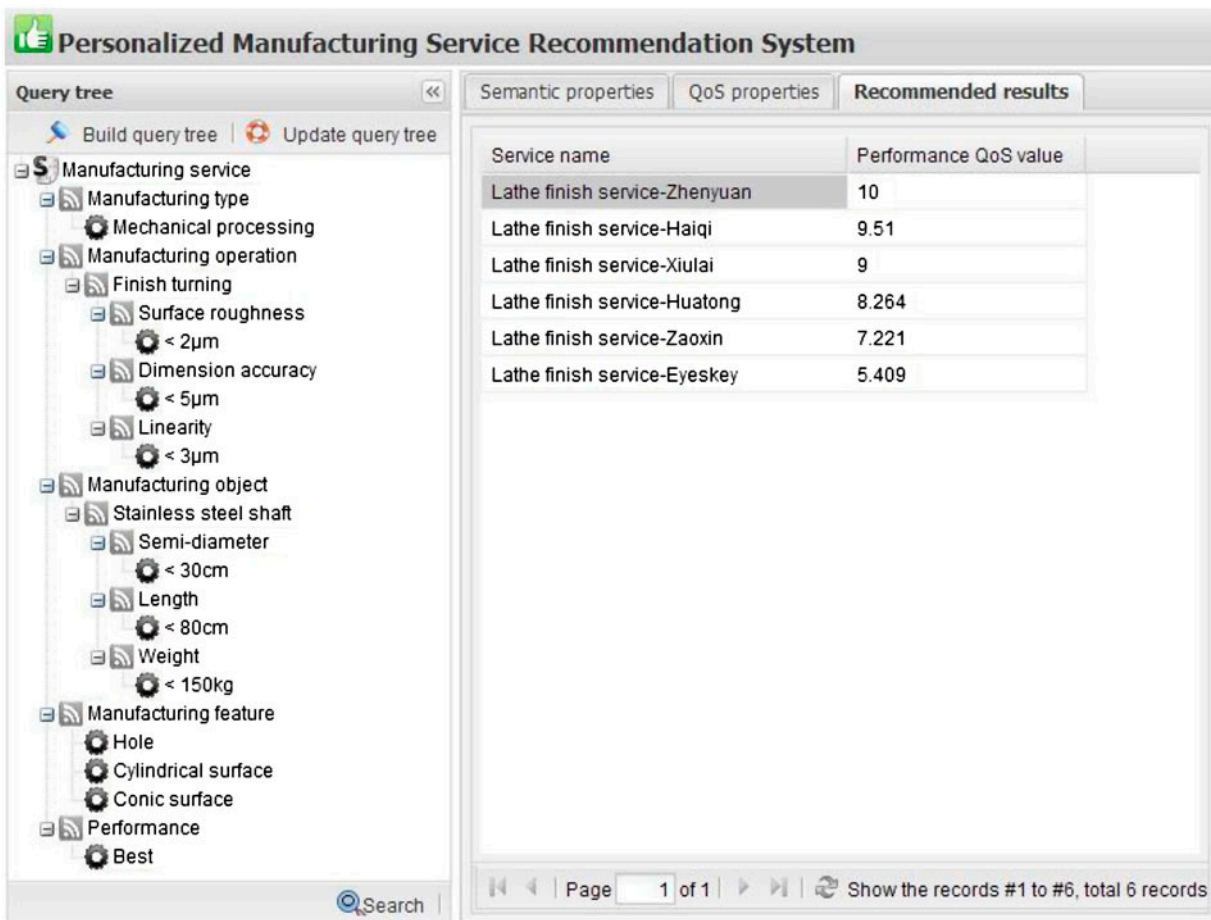 Personalized Manufacturing Service Recommendation System
Query tree
Build query tree
Update query tree
Manufacturing service
Manufacturing type
Mechanical processing
Manufacturing operation
Finish turning
Surface roughness
< 2μm
Dimension accuracy
< 5μm
Linearity
< 3μm
Manufacturing object
Stainless steel shaft
Semi-diameter
< 30cm
Length
< 80cm
Weight
< 150kg
Manufacturing feature
Hole
Cylindrical surface
Conic surface
Performance
Best
Search
Semantic properties
QoS properties
Recommended results
Service name Performance QoS value
Lathe finish service-Zhenyuan 10
Lathe finish service-Haiqi 9.51
Lathe finish service-Xiulai 9
Lathe finish service-Huatong 8.264
Lathe finish service-Zaoxin 7.221
Lathe finish service-Eyeskey 5.409
Page 1 of 1 Show the records #1 to #6, total 6 records